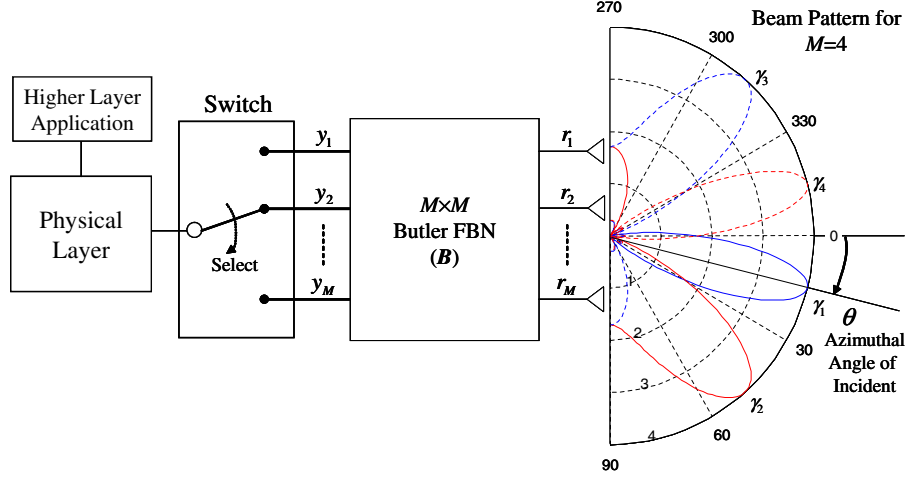 Higher Layer
Application
Physical
Layer
Switch
Select
y1
y2
yM
M×M
Butler FBN
(B)
r1
r2
rM
Beam Pattern for
M=4
270
300
330
0
30
60
90
1
2
3
4
γ3
γ4
γ1
γ2
θ
Azimuthal
Angle of
Incident